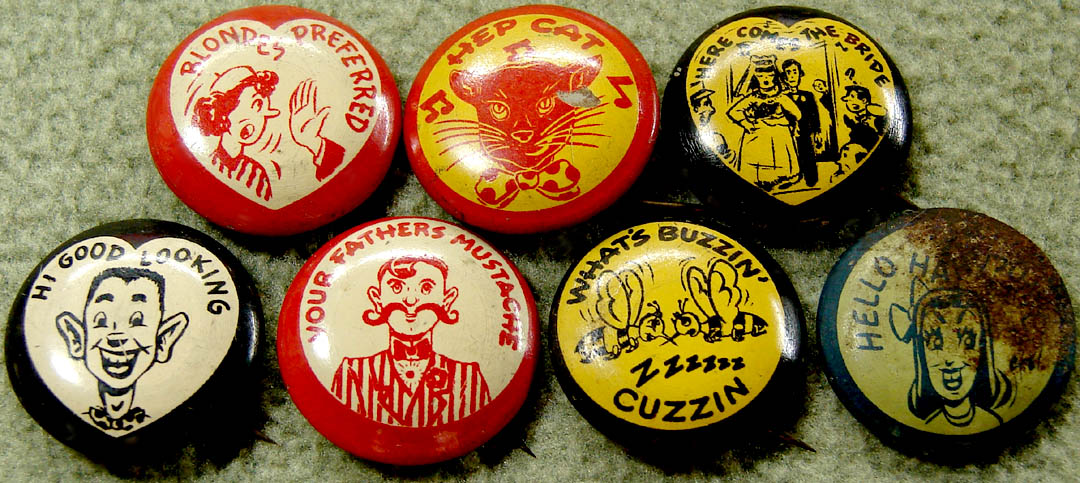 BLONDES PREFERRED
HEP CAT
HERE COMES THE BRIDE
HI GOOD LOOKING
YOUR FATHERS MUSTACHE
WHAT'S BUZZIN'
Z ZZZZZZ
CUZZIN
HELLO